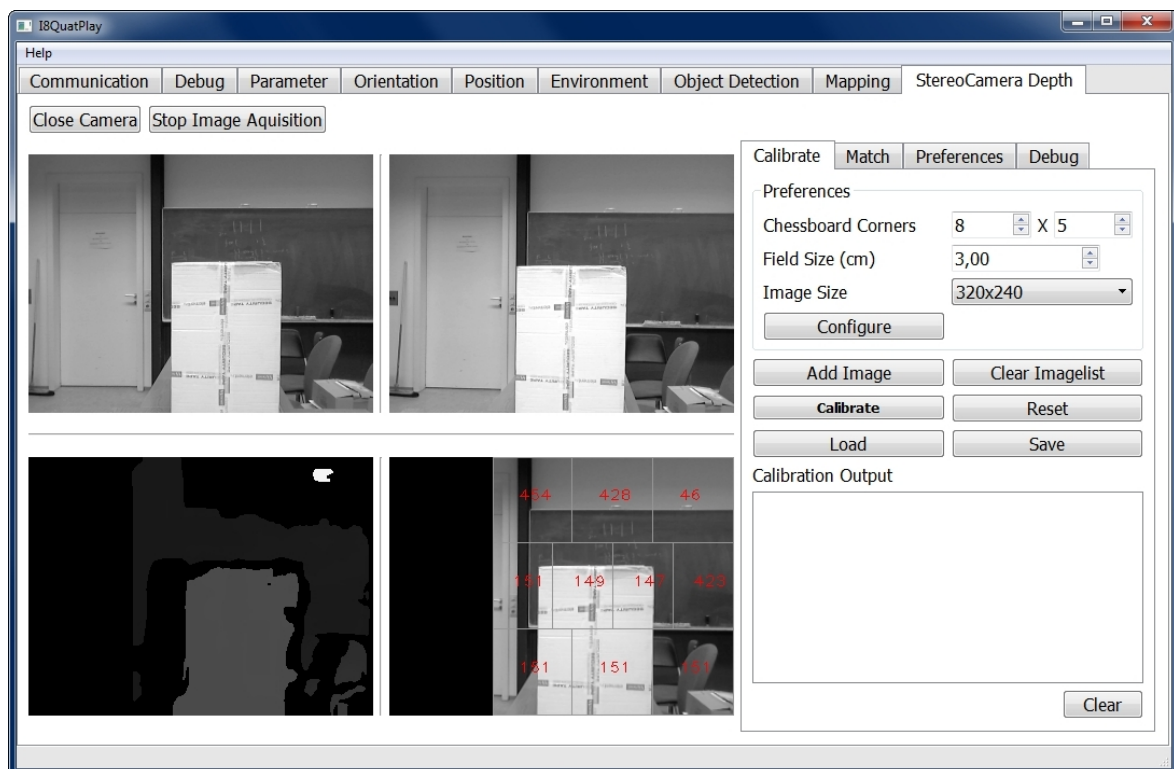 I8QuatPlay
Help
Communication Debug Parameter Orientation Position Environment Object Detection Mapping StereoCamera Depth
Close Camera Stop Image Aquisition
Calibrate Match Preferences Debug
Preferences
Chessboard Corners 8 X 5
Field Size (cm) 3,00
Image Size 320x240
Configure
Add Image Clear Imagelist
Calibrate Reset
Load Save
Calibration Output
454 428 46
151 149 147 423
151 151 151
Clear